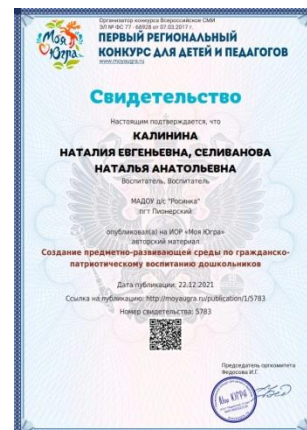 Моя Югра
Организатор конкурса Всероссийское СМИ
ЭЛ № ФС 77 - 68928 от 07.03.2017 г.
ПЕРВЫЙ РЕГИОНАЛЬНЫЙ
КОНКУРС ДЛЯ ДЕТЕЙ И ПЕДАГОГОВ
www.moyaugra.ru
Свидетельство
Настоящим подтверждается, что
КАЛИНИНА
НАТАЛИЯ ЕВГЕНЬЕВНА, СЕЛИВАНОВА
НАТАЛЬЯ АНАТОЛЬЕВНА
Воспитатель, Воспитатель
МАДОУ д/с "Росинка"
пгт Пионерский
опубликовал(а) на ИОР «Моя Югра»
авторский материал
Создание предметно-развивающей среды по гражданско-
патриотическому воспитанию дошкольников
Дата публикации: 22.12.2021
Ссылка на публикацию: http://moyaugra.ru/publication/1/5783
Номер свидетельства: 5783
Председатель оргкомитета
Федосова И.Г.